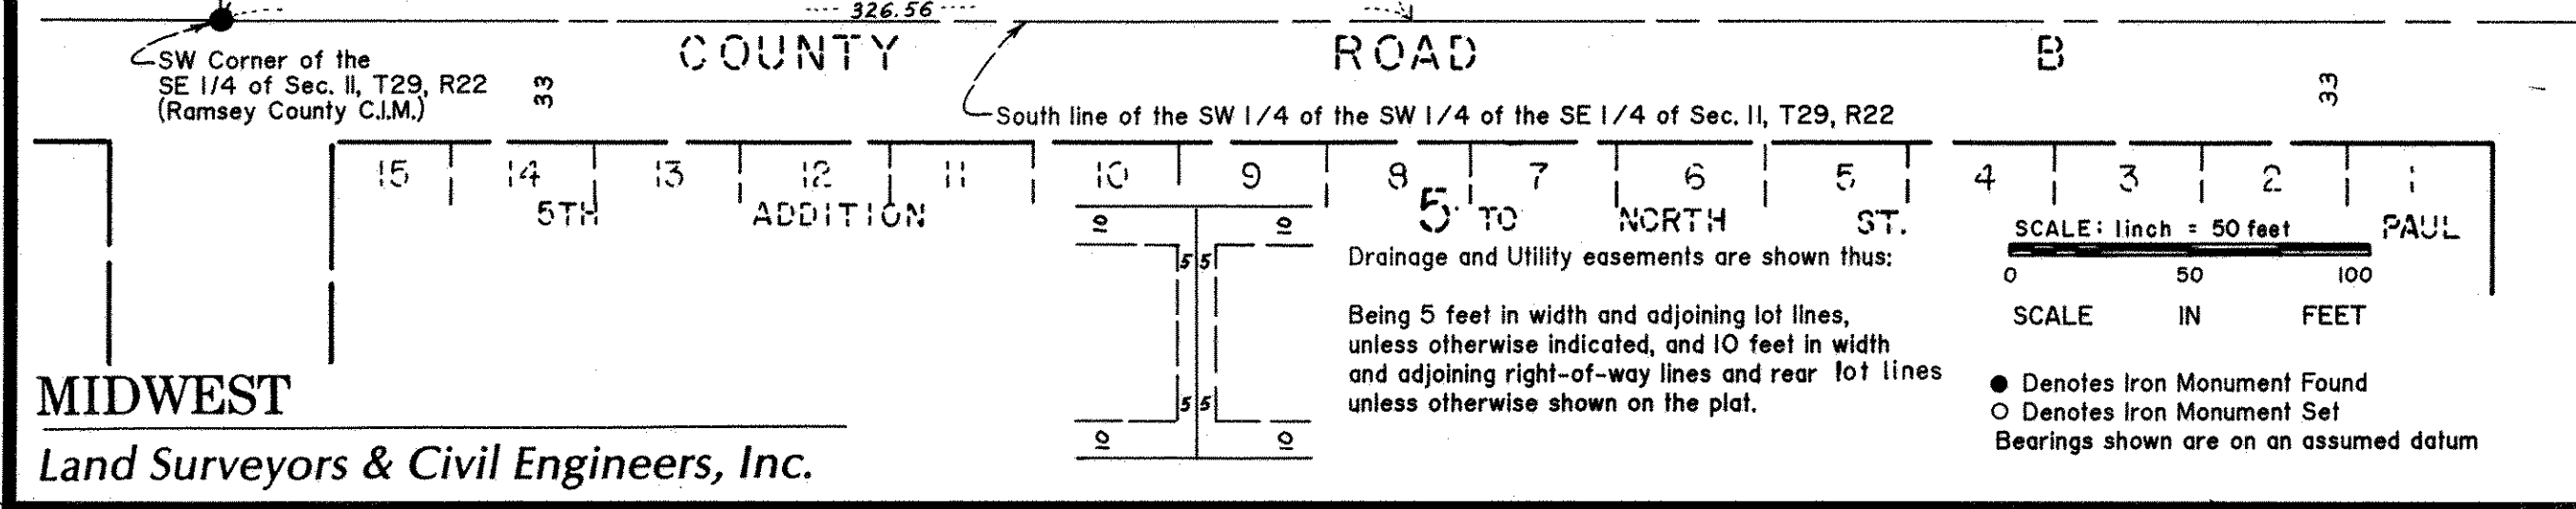 326.56
COUNTY ROAD B
SW Corner of the
SE 1/4 of Sec. 11, T29, R22
(Ramsey County C.I.M.)
33
33
South line of the SW 1/4 of the SW 1/4 of the SE 1/4 of Sec. 11, T29, R22
15 14 13 12 11 10 9 8 7 6 5 4 3 2 1
5TH ADDITION 5 TO NORTH ST. PAUL
10 10
5 5
5 5
10 10
Drainage and Utility easements are shown thus:
Being 5 feet in width and adjoining lot lines,
unless otherwise indicated, and 10 feet in width
and adjoining right-of-way lines and rear lot lines
unless otherwise shown on the plat.
SCALE: 1inch = 50 feet
0 50 100
SCALE IN FEET
● Denotes Iron Monument Found
○ Denotes Iron Monument Set
Bearings shown are on an assumed datum
MIDWEST
Land Surveyors & Civil Engineers, Inc.